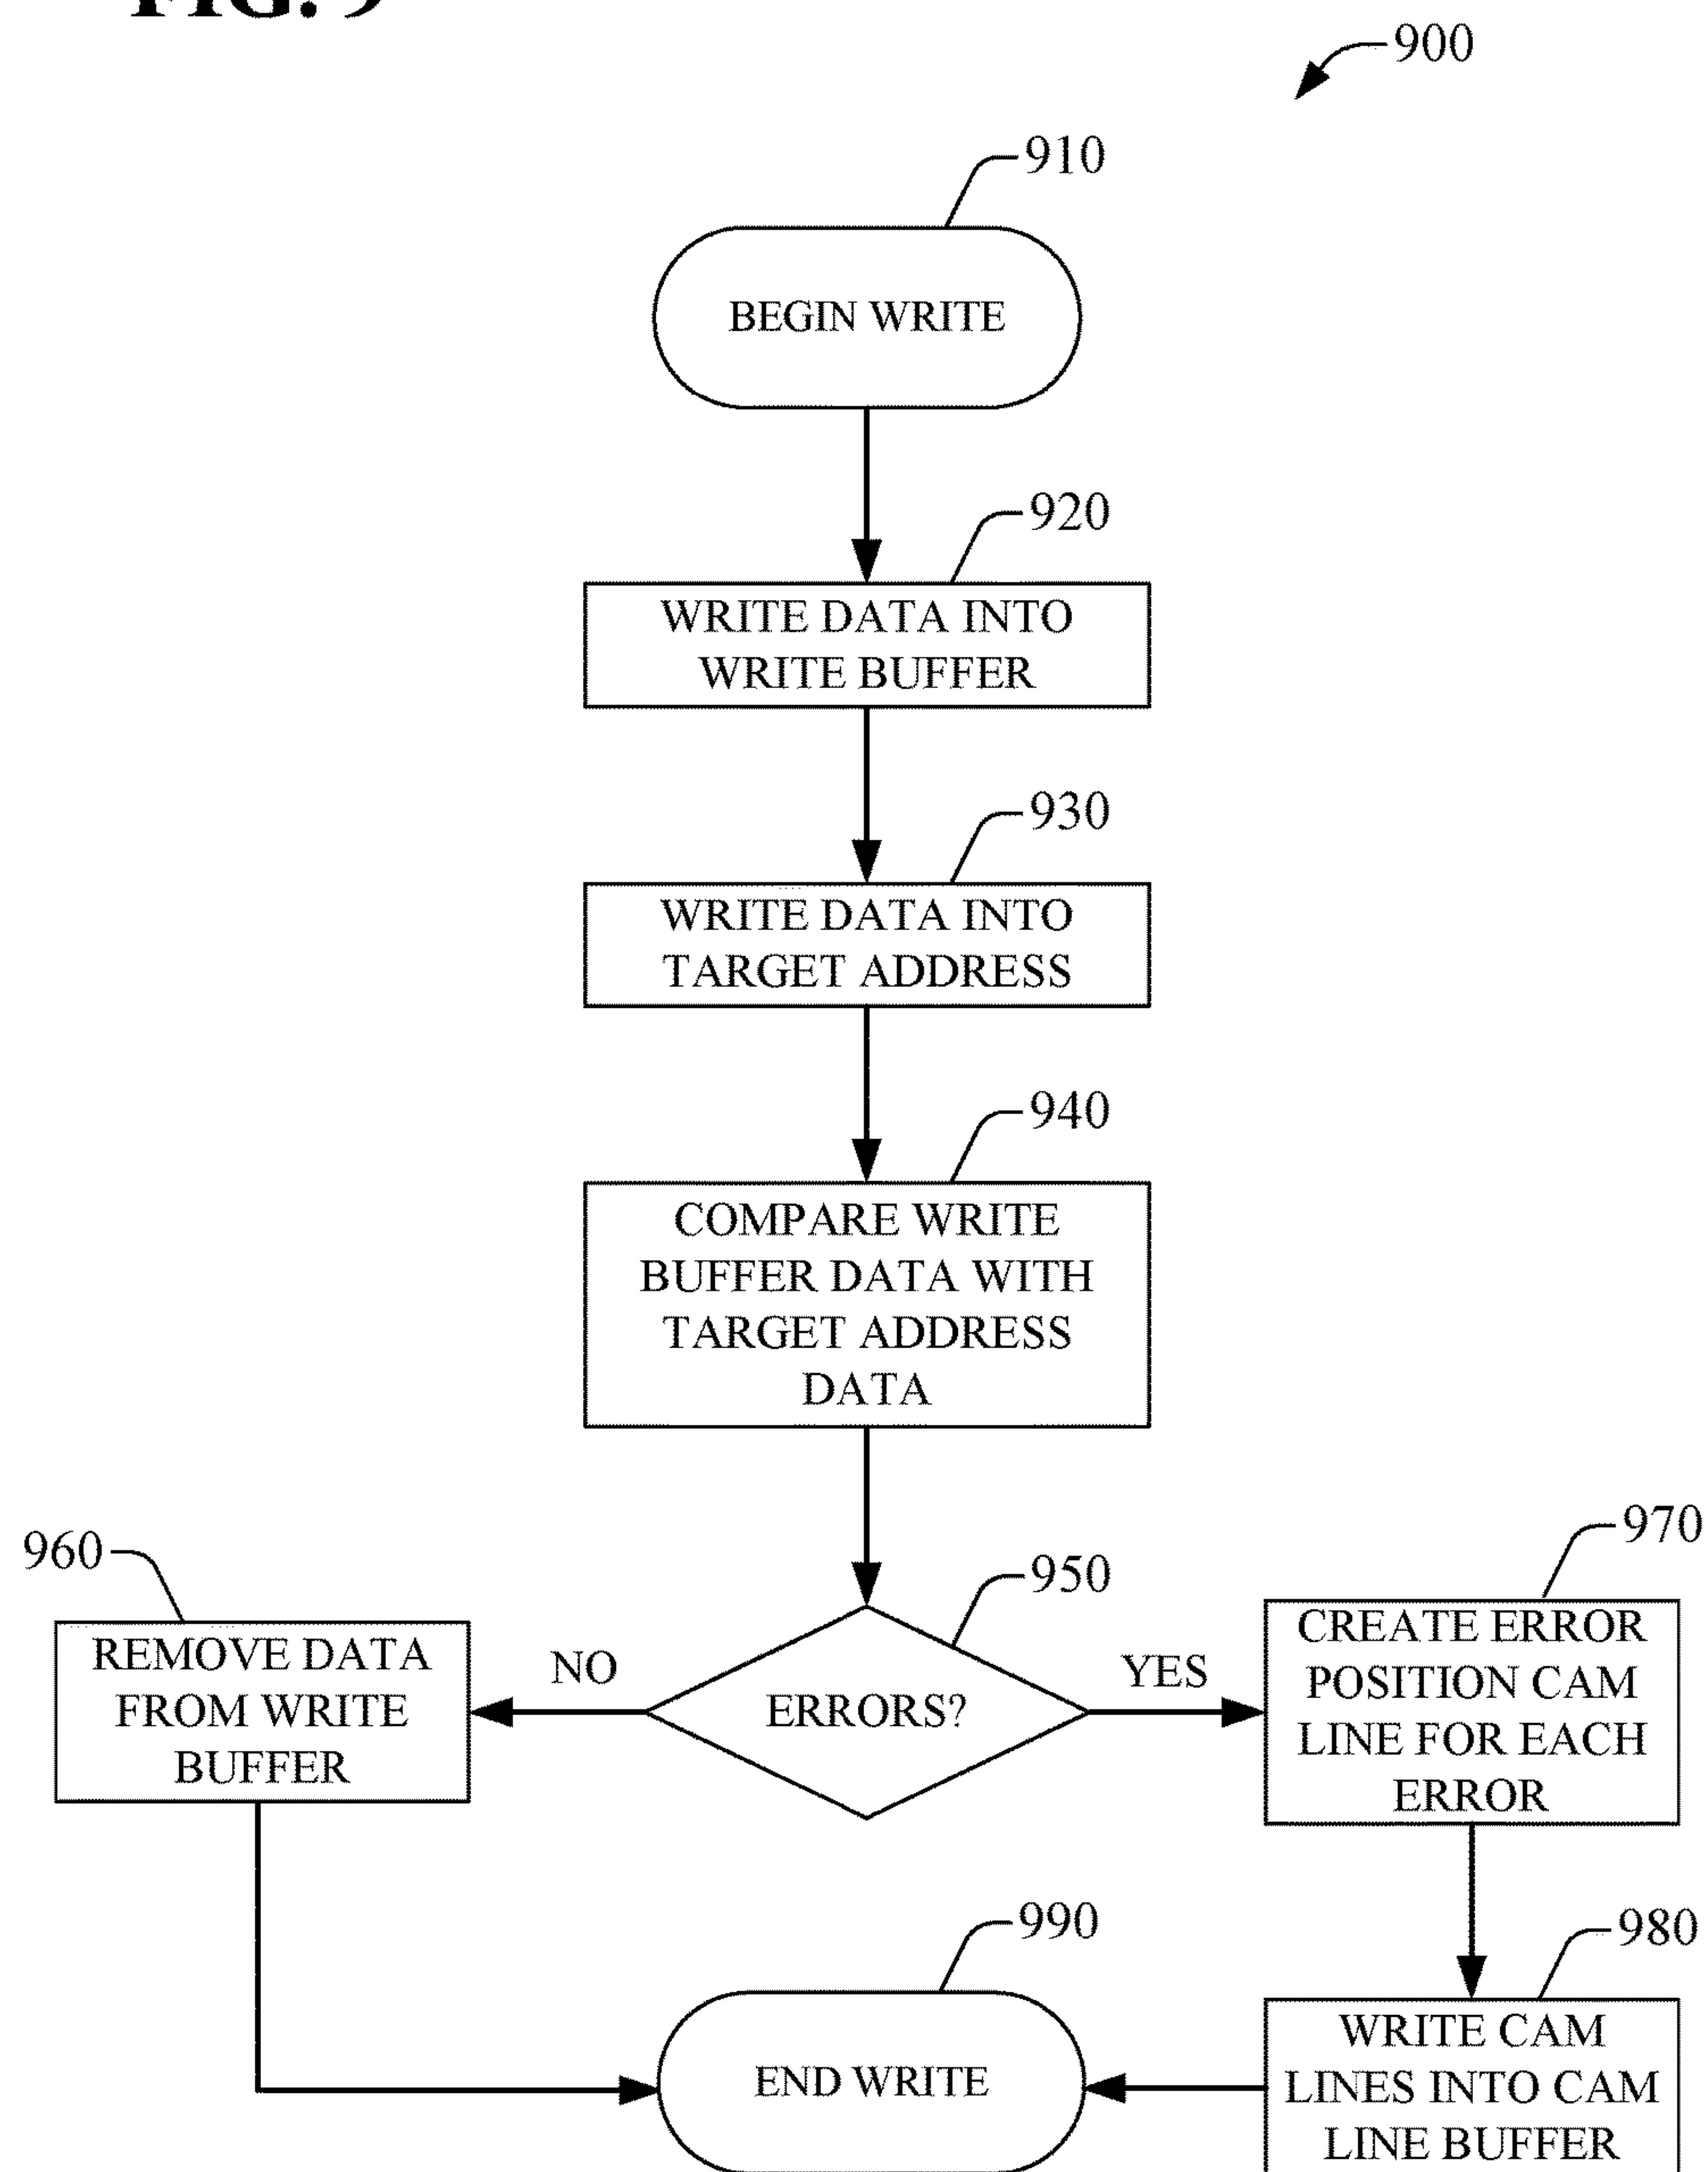 FIG. 9
900
910
BEGIN WRITE
920
WRITE DATA INTO
WRITE BUFFER
930
WRITE DATA INTO
TARGET ADDRESS
940
COMPARE WRITE
BUFFER DATA WITH
TARGET ADDRESS
DATA
950
ERRORS?
NO
YES
960
REMOVE DATA
FROM WRITE
BUFFER
970
CREATE ERROR
POSITION CAM
LINE FOR EACH
ERROR
980
WRITE CAM
LINES INTO CAM
LINE BUFFER
990
END WRITE